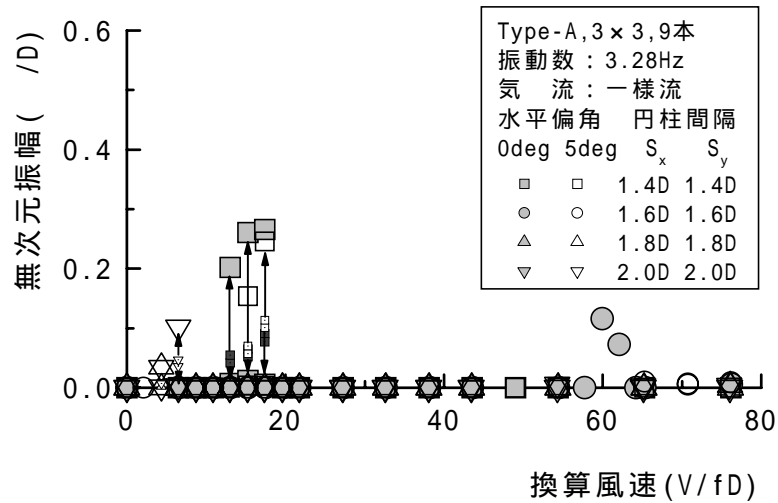 0.6
0.4
0.2
0.0
0
20
40
60
80
無次元振幅( /D)
換算風速(V/fD)
Type-A,3×3,9本
振動数：3.28Hz
気 流：一様流
水平偏角 円柱間隔
0deg 5deg Sx Sy
1.4D 1.4D
1.6D 1.6D
1.8D 1.8D
2.0D 2.0D